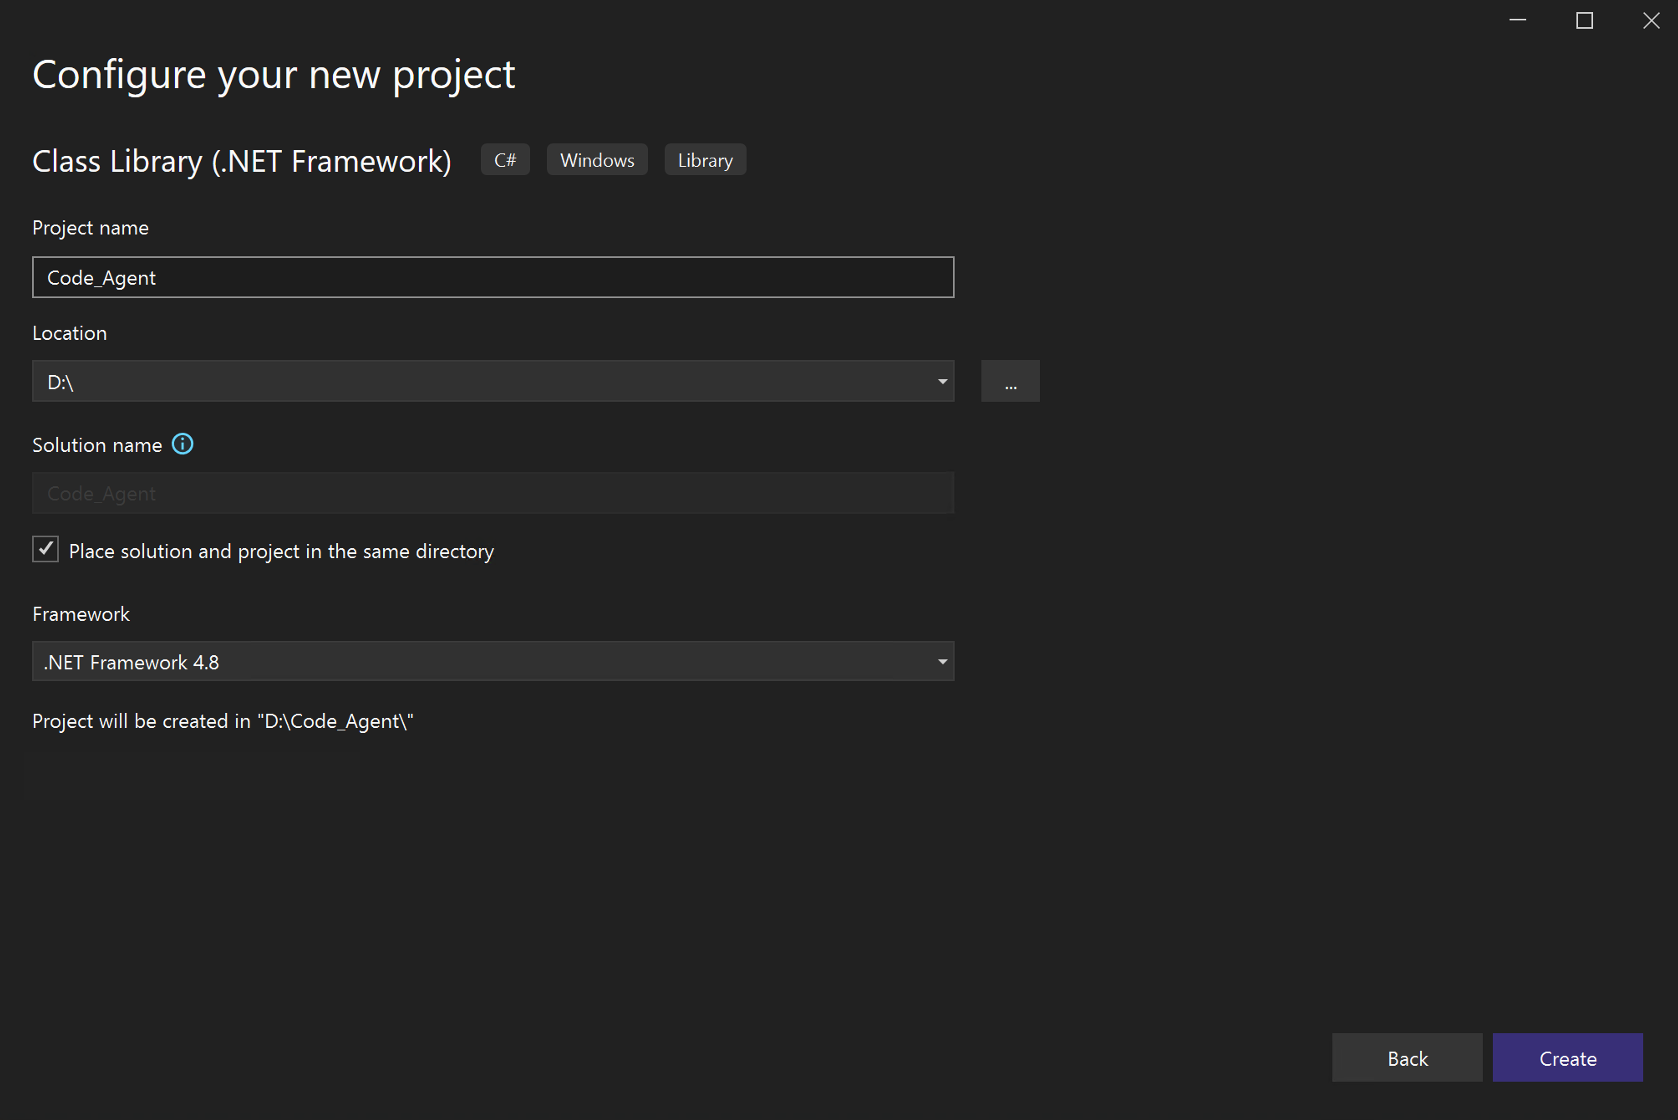 Configure your new project
Class Library (.NET Framework) C# Windows Library
Project name
Code_Agent
Location
D:\
...
Solution name
Code_Agent
Place solution and project in the same directory
Framework
.NET Framework 4.8
Project will be created in "D:\Code_Agent\"
Back Create